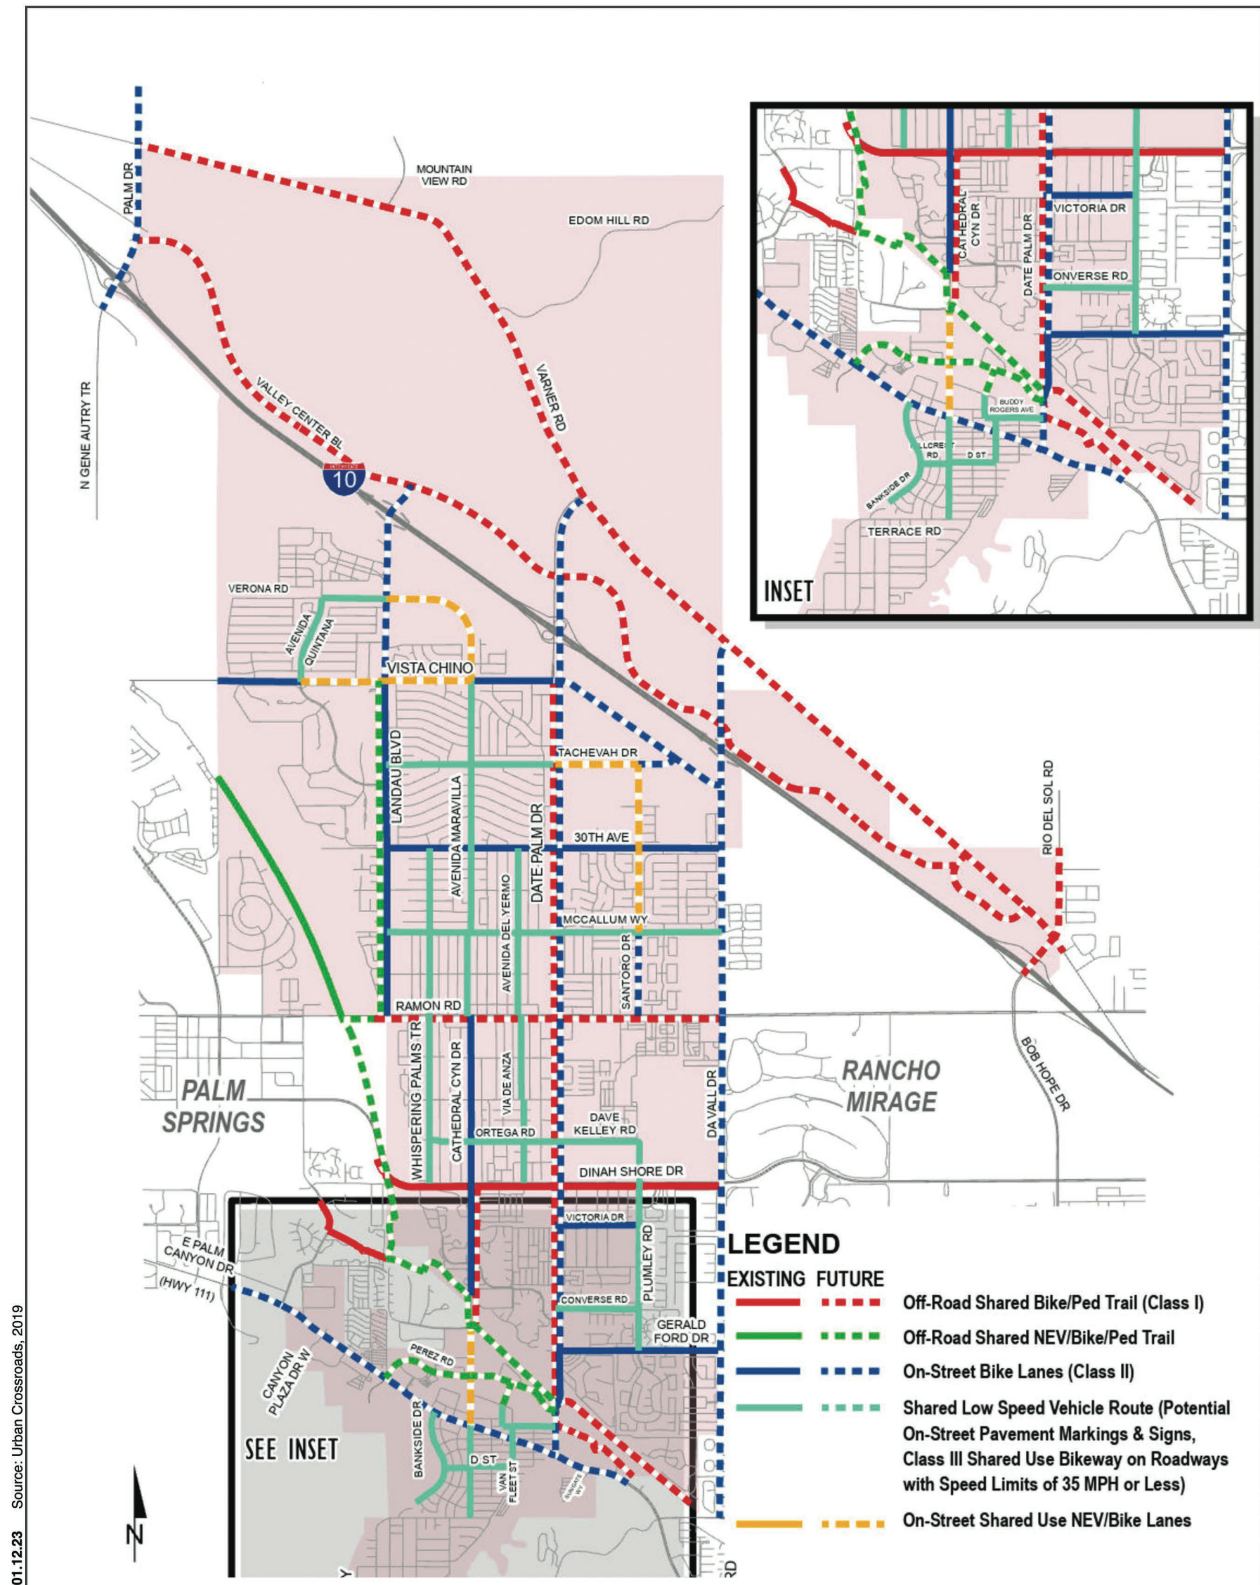 PALM DR
MOUNTAIN
VIEW RD
EDOM HILL RD
N GENE AUTRY TR
VALLEY CENTER BL
VARNER RD
INTERSTATE
10
VERONA RD
AVENIDA
QUINTANA
VISTA CHINO
LANDAU BLVD
AVENIDA MARAVILLA
TACHEVAH DR
DATE PALM DR
30TH AVE
AVENIDA DEL YERMO
MCCALLUM WY
SANTORO DR
RIO DEL SOL RD
RAMON RD
WHISPERING PALMS TR
CATHEDRAL CYN DR
VIA DE ANZA
DAVE
KELLEY RD
ORTEGA RD
DINAH SHORE DR
DA VALL DR
BOB HOPE DR
PALM
SPRINGS
RANCHO
MIRAGE
VICTORIA DR
PLUMLEY RD
CONVERSE RD
GERALD
FORD DR
E PALM
CANYON DR
(HWY 111)
CANYON
PLAZA DR W
PEREZ RD
BANKSIDE DR
D ST
VAN
FLEET ST
SEE INSET
N
Y
RD
VICTORIA DR
CATHEDRAL
CYN DR
DATE PALM DR
ONVERSE RD
BUDDY
ROGERS AVE
LLCREST
RD
D ST
BANKSIDE DR
TERRACE RD
INSET
LEGEND
EXISTING FUTURE
Off-Road Shared Bike/Ped Trail (Class I)
Off-Road Shared NEV/Bike/Ped Trail
On-Street Bike Lanes (Class II)
Shared Low Speed Vehicle Route (Potential
On-Street Pavement Markings & Signs,
Class III Shared Use Bikeway on Roadways
with Speed Limits of 35 MPH or Less)
On-Street Shared Use NEV/Bike Lanes
01.12.23 Source: Urban Crossroads, 2019